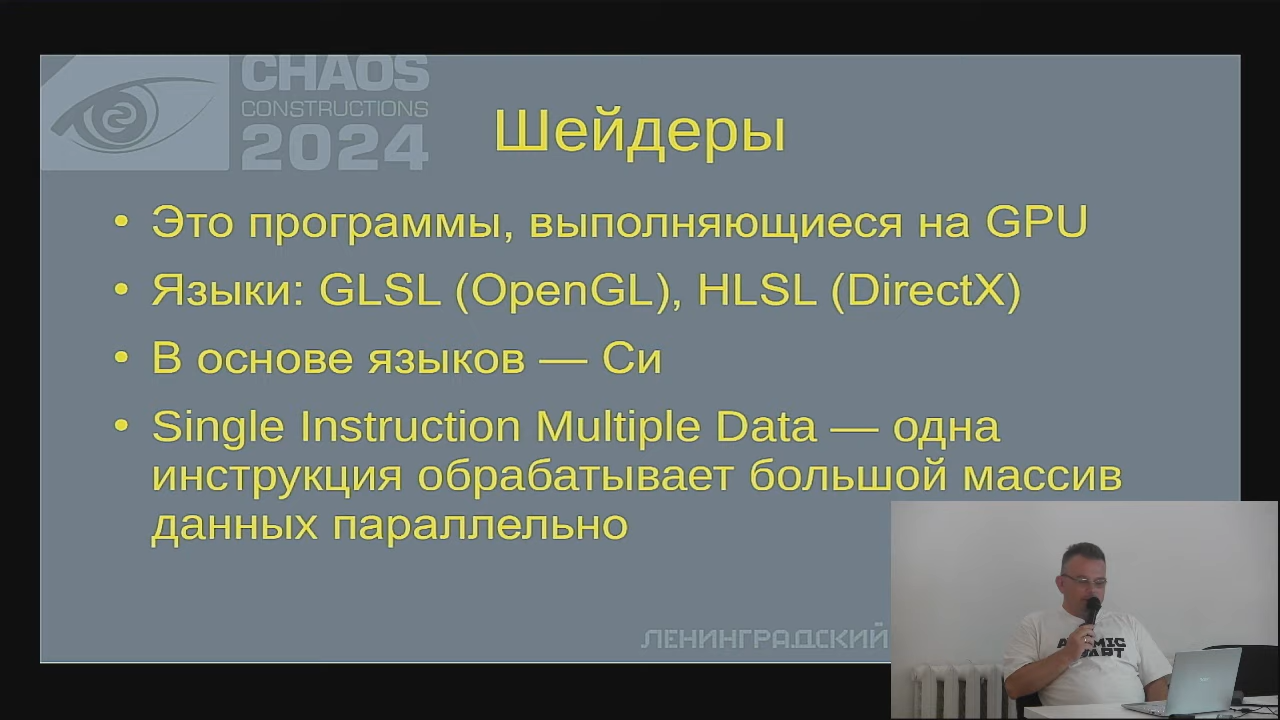 CHAOS
CONSTRUCTIONS
2024
Шейдеры
• Это программы, выполняющиеся на GPU
• Языки: GLSL (OpenGL), HLSL (DirectX)
• В основе языков — Си
• Single Instruction Multiple Data — одна
инструкция обрабатывает большой массив
данных параллельно
ЛЕНИНГРАДСКИЙ